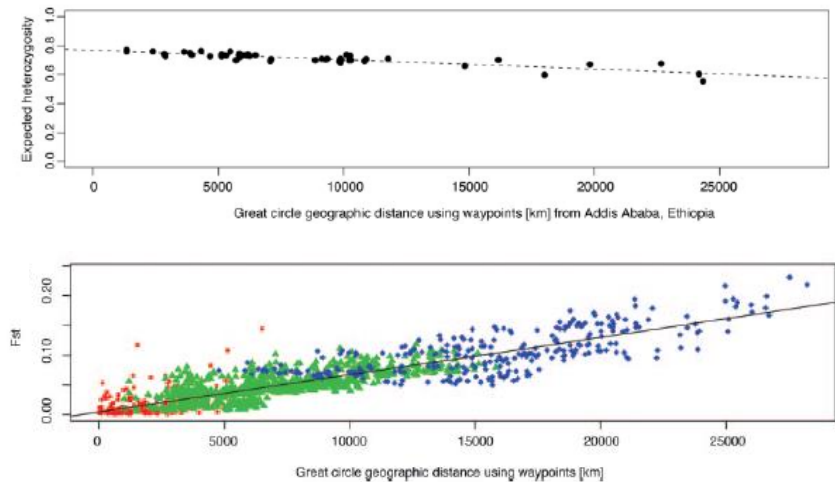 Expected heterozygosity
1.0
0.8
0.6
0.4
0.2
0.0
0 5000 10000 15000 20000 25000
Great circle geographic distance using waypoints [km] from Addis Ababa, Ethiopia
Fst
0.20
0.10
0.00
0 5000 10000 15000 20000 25000
Great circle geographic distance using waypoints [km]